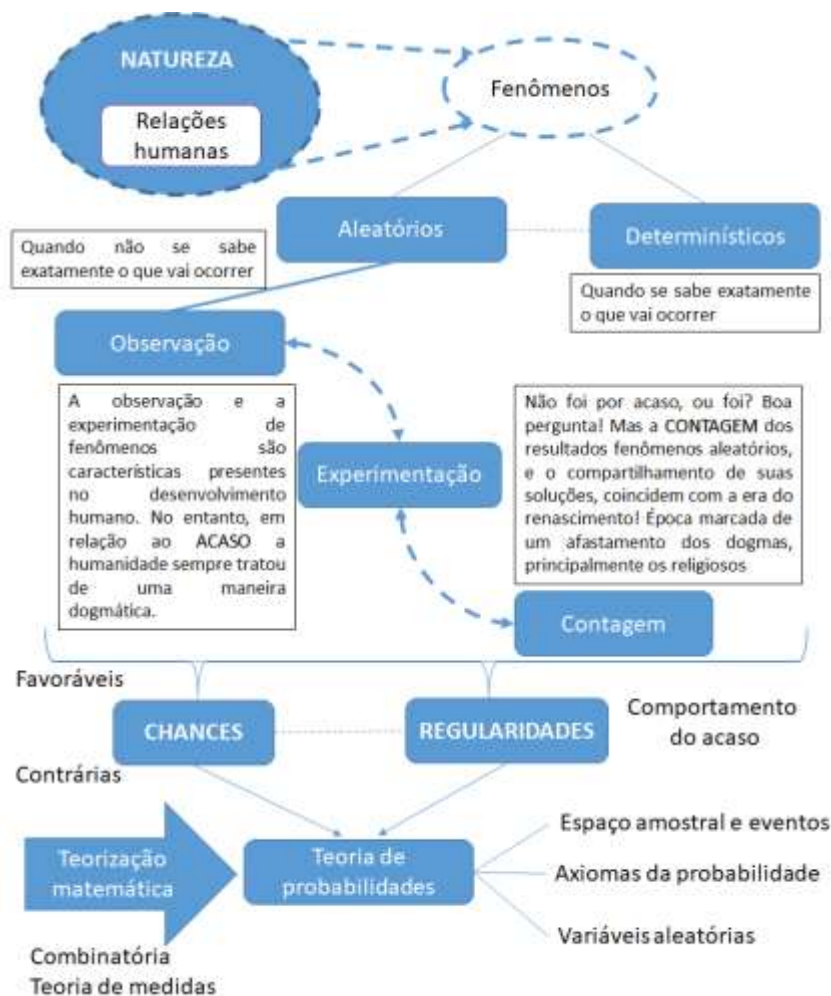 NATUREZA
Relações
humanas
Fenômenos
Aleatórios
Determinísticos
Quando não se sabe
exatamente o que vai ocorrer
Quando se sabe exatamente
o que vai ocorrer
Observação
A observação e a
experimentação de
fenômenos são
características presentes
no desenvolvimento
humano. No entanto, em
relação ao ACASO a
humanidade sempre tratou
de uma maneira
dogmática.
Experimentação
Não foi por acaso, ou foi? Boa
pergunta! Mas a CONTAGEM dos
resultados fenômenos aleatórios,
e o compartilhamento de suas
soluções, coincidem com a era do
renascimento! Época marcada de
um afastamento dos dogmas,
principalmente os religiosos
Contagem
Favoráveis
CHANCES
REGULARIDADES
Comportamento
do acaso
Contrárias
Teorização
matemática
Teoria de
probabilidades
Espaço amostral e eventos
Axiomas da probabilidade
Variáveis aleatórias
Combinatória
Teoria de medidas